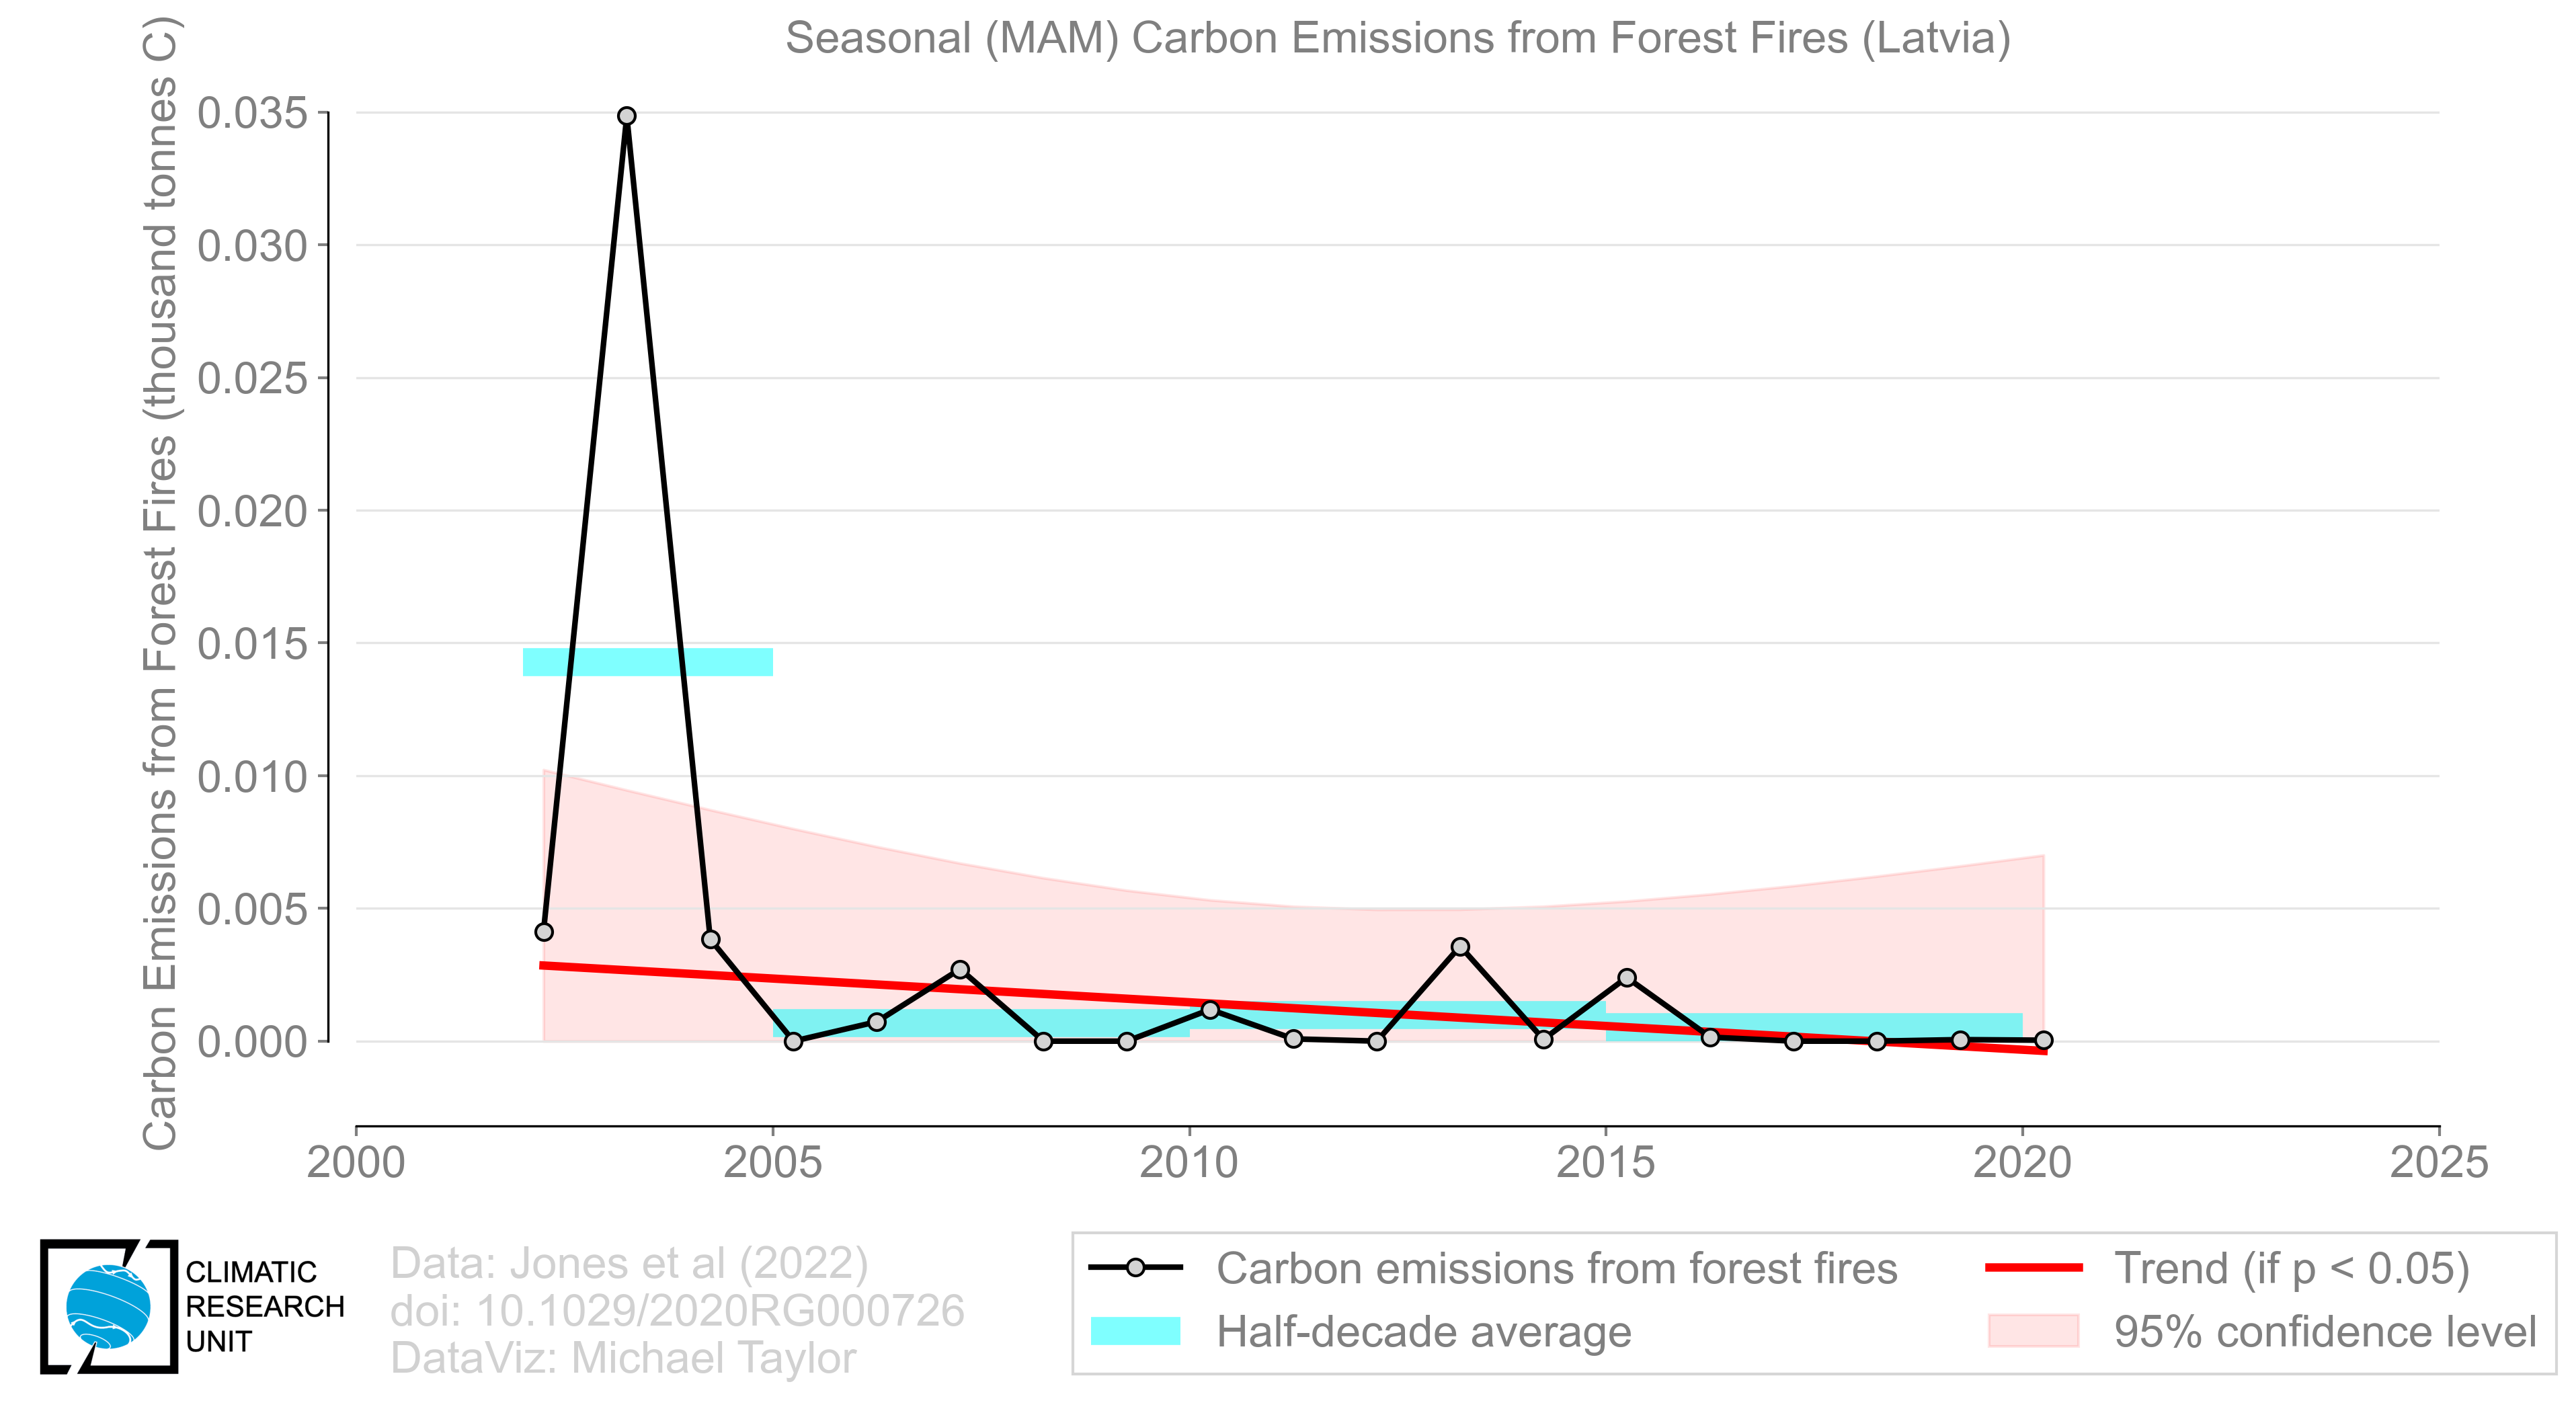 Seasonal (MAM) Carbon Emissions from Forest Fires (Latvia)
Carbon Emissions from Forest Fires (thousand tonnes C)
0.035
0.030
0.025
0.020
0.015
0.010
0.005
0.000
2000 2005 2010 2015 2020 2025
CLIMATIC
RESEARCH
UNIT
Data: Jones et al (2022)
doi: 10.1029/2020RG000726
DataViz: Michael Taylor
Carbon emissions from forest fires
Half-decade average
Trend (if p < 0.05)
95% confidence level